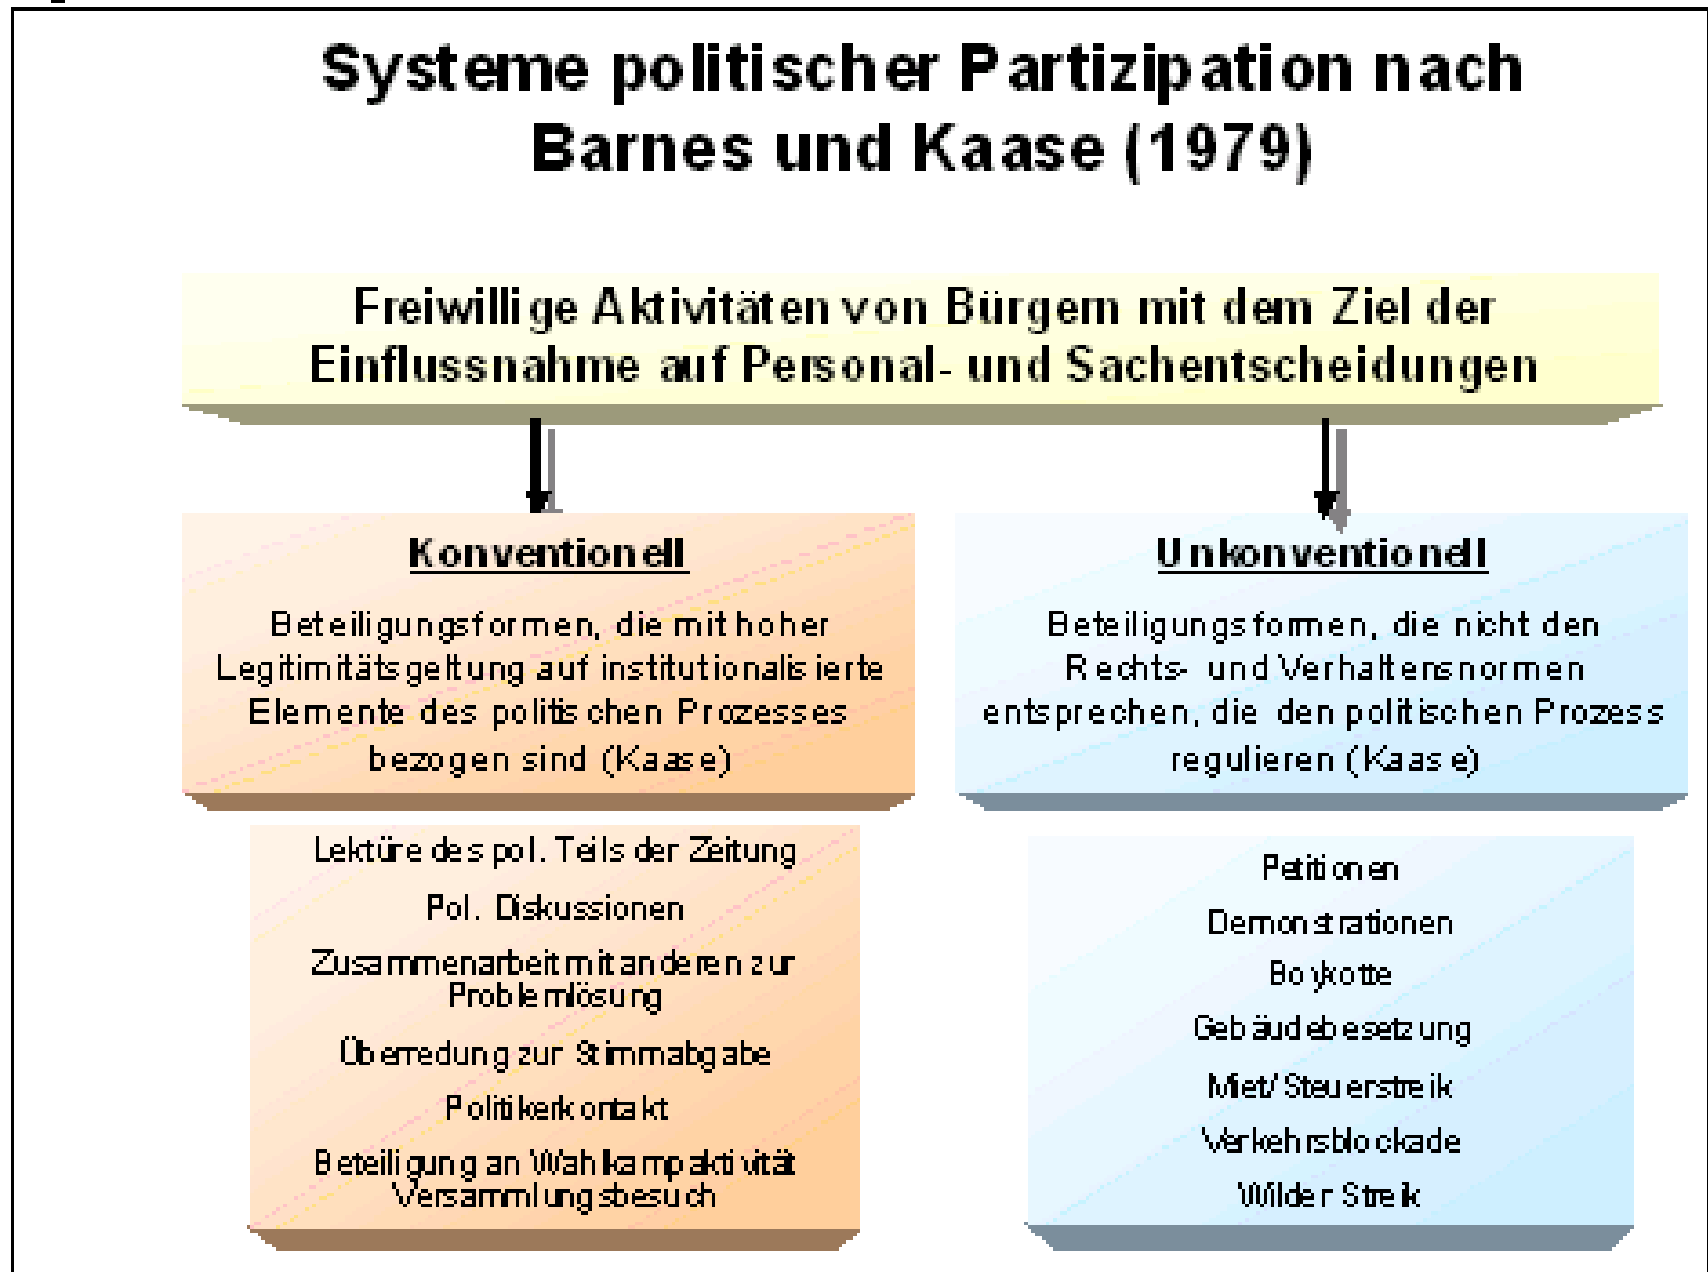 Systeme politischer Partizipation nach
Barnes und Kaase (1979)
Freiwillige Aktivitäten von Bürgern mit dem Ziel der
Einflussnahme auf Personal- und Sachentscheidungen
Konventionell
Beteiligungsformen, die mit hoher
Legitimitätsgeltung auf institutionalisierte
Elemente des politischen Prozesses
bezogen sind (Kaase)
Lektüre des pol. Teils der Zeitung
Pol. Diskussionen
Zusammenarbeit mit anderen zur
Problemlösung
Überredung zur Stimmabgabe
Politikerkontakt
Beteiligung an Wahlkampaktivität
Versammlungsbesuch
Unkonventionell
Beteiligungsformen, die nicht den
Rechts- und Verhaltensnormen
entsprechen, die den politischen Prozess
regulieren (Kaase)
Petitionen
Demonstrationen
Boykotte
Gebäudebesetzung
Miet/Steuerstreik
Verkehrsblockade
Wilder Streik